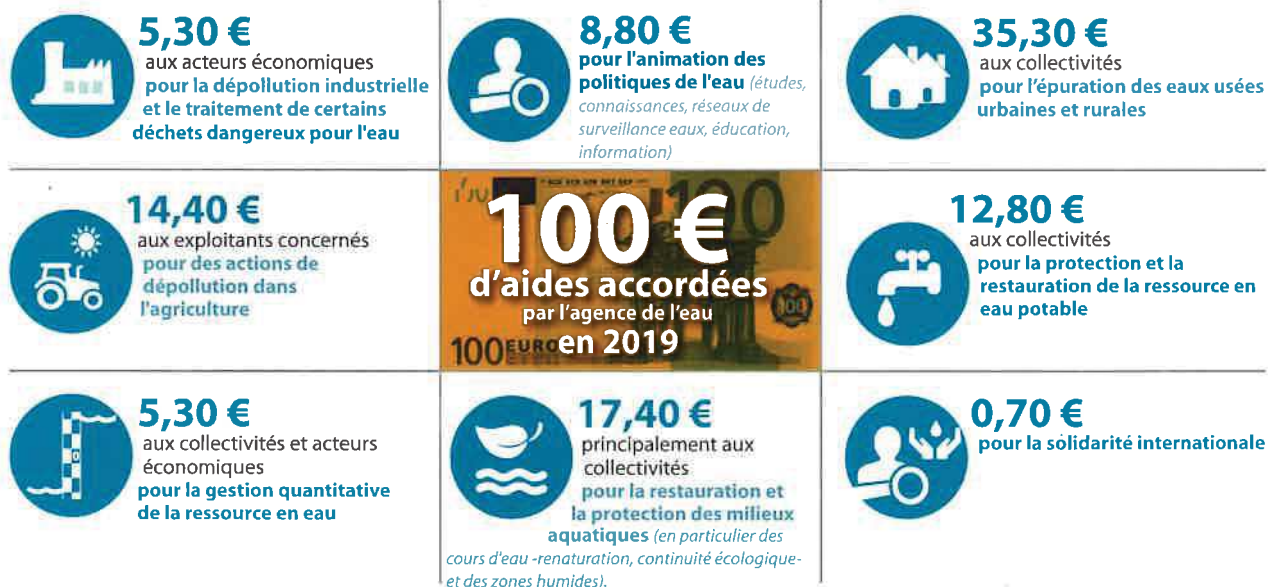 5,30 €
aux acteurs économiques
pour la dépollution industrielle
et le traitement de certains
déchets dangereux pour l'eau
8,80 €
pour l'animation des
politiques de l'eau (études,
connaissances, réseaux de
surveillance eaux, éducation,
information)
35,30 €
aux collectivités
pour l'épuration des eaux usées
urbaines et rurales
14,40 €
aux exploitants concernés
pour des actions de
dépollution dans
l'agriculture
100 €
d'aides accordées
par l'agence de l'eau
en 2019
100 EURO
100
12,80 €
aux collectivités
pour la protection et la
restauration de la ressource en
eau potable
5,30 €
aux collectivités et acteurs
économiques
pour la gestion quantitative
de la ressource en eau
17,40 €
principalement aux
collectivités
pour la restauration et
la protection des milieux
aquatiques (en particulier des
cours d'eau -renaturation, continuité écologique-
et des zones humides).
0,70 €
pour la solidarité internationale